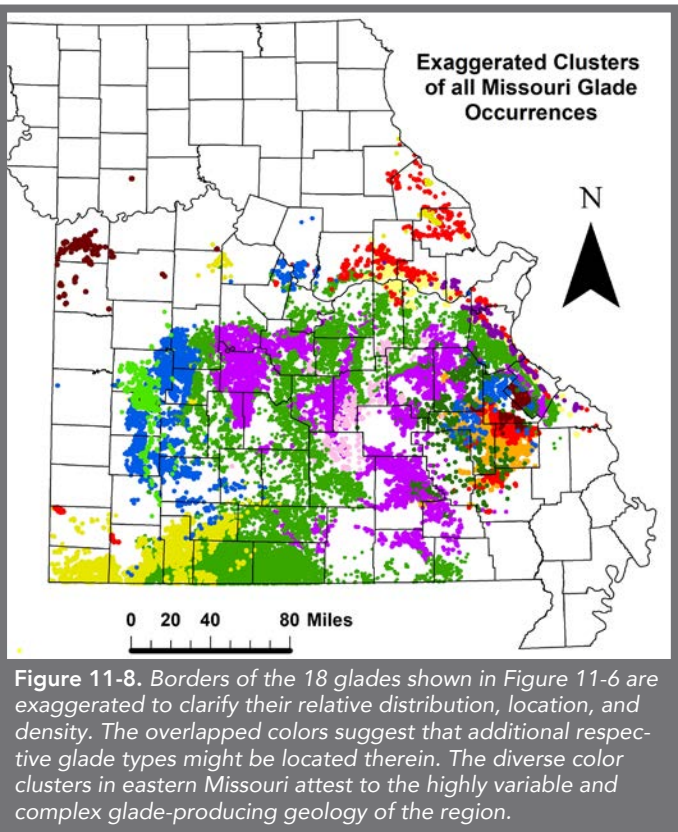 Exaggerated Clusters
of all Missouri Glade
Occurrences
N
0 20 40 80 Miles
Figure 11-8. Borders of the 18 glades shown in Figure 11-6 are
exaggerated to clarify their relative distribution, location, and
density. The overlapped colors suggest that additional respec-
tive glade types might be located therein. The diverse color
clusters in eastern Missouri attest to the highly variable and
complex glade-producing geology of the region.